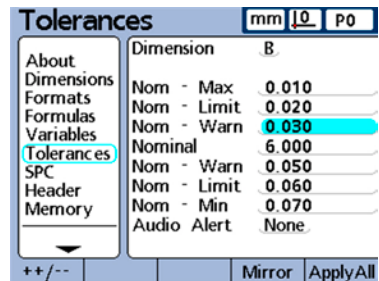 Tolerances mm 0 P0
About
Dimensions
Formats
Formulas
Variables
Tolerances
SPC
Header
Memory
Dimension B
Nom - Max 0.010
Nom - Limit 0.020
Nom - Warn 0.030
Nominal 6.000
Nom - Warn 0.050
Nom - Limit 0.060
Nom - Min 0.070
Audio Alert None
++/-- Mirror ApplyAll